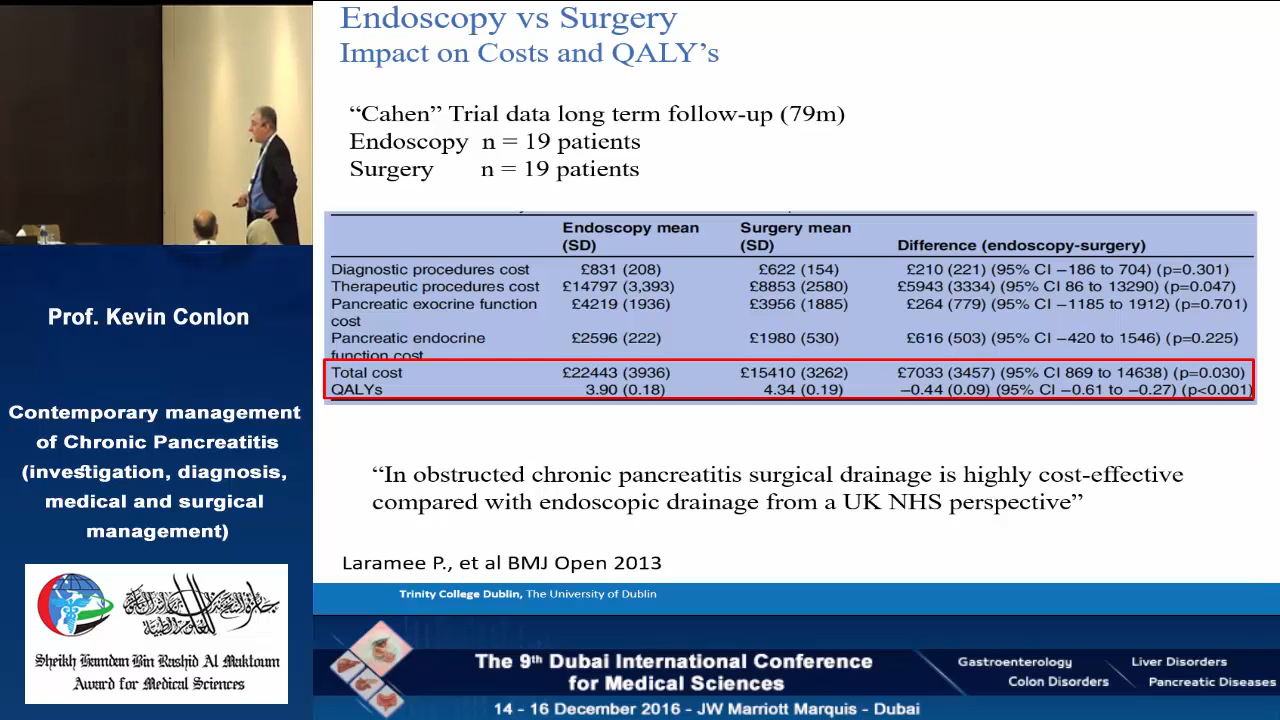 Endoscopy vs Surgery
Impact on Costs and QALY’s
“Cahen” Trial data long term follow-up (79m)
Endoscopy n = 19 patients
Surgery n = 19 patients
Endoscopy mean (SD) Surgery mean (SD) Difference (endoscopy-surgery)
Diagnostic procedures cost £831 (208) £622 (154) £210 (221) (95% CI −186 to 704) (p=0.301)
Therapeutic procedures cost £14797 (3,393) £8853 (2580) £5943 (3334) (95% CI 86 to 13290) (p=0.047)
Pancreatic exocrine function cost £4219 (1936) £3956 (1885) £264 (779) (95% CI −1185 to 1912) (p=0.701)
Pancreatic endocrine function cost £2596 (222) £1980 (530) £616 (503) (95% CI −420 to 1546) (p=0.225)
Total cost £22443 (3936) £15410 (3262) £7033 (3457) (95% CI 869 to 14638) (p=0.030)
QALYs 3.90 (0.18) 4.34 (0.19) −0.44 (0.09) (95% CI −0.61 to −0.27) (p<0.001)
“In obstructed chronic pancreatitis surgical drainage is highly cost-effective
compared with endoscopic drainage from a UK NHS perspective”
Laramee P., et al BMJ Open 2013
Trinity College Dublin, The University of Dublin
Prof. Kevin Conlon
Contemporary management
of Chronic Pancreatitis
(investigation, diagnosis,
medical and surgical
management)
Sheikh Hamdan Bin Rashid Al Maktoum
Award for Medical Sciences
The 9th Dubai International Conference
for Medical Sciences
14 - 16 December 2016 - JW Marriott Marquis - Dubai
Gastroenterology Liver Disorders
Colon Disorders Pancreatic Diseases